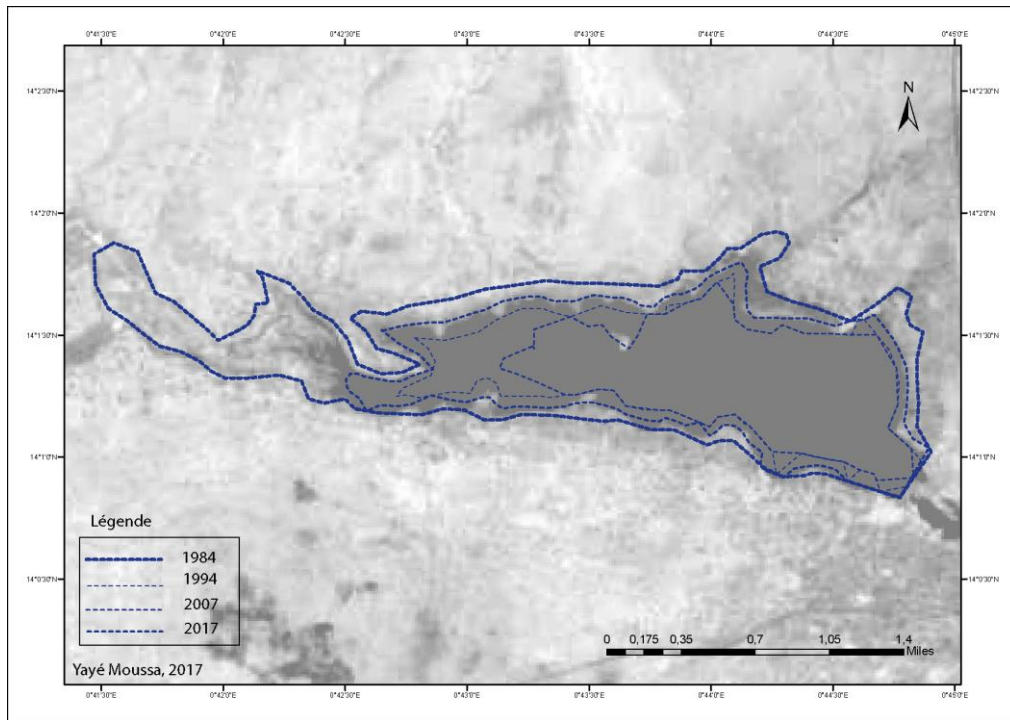 0°41'30"E 0°42'0"E 0°42'30"E 0°43'0"E 0°43'30"E 0°44'0"E 0°44'30"E 0°45'0"E
14°2'30"N 14°2'30"N
N
14°2'0"N 14°2'0"N
14°1'30"N 14°1'30"N
14°1'0"N 14°1'0"N
Légende
1984
1994
2007
2017
14°0'30"N 14°0'30"N
0 0,175 0,35 0,7 1,05 1,4
Miles
Yayé Moussa, 2017
0°41'30"E 0°42'0"E 0°42'30"E 0°43'0"E 0°43'30"E 0°44'0"E 0°44'30"E 0°45'0"E